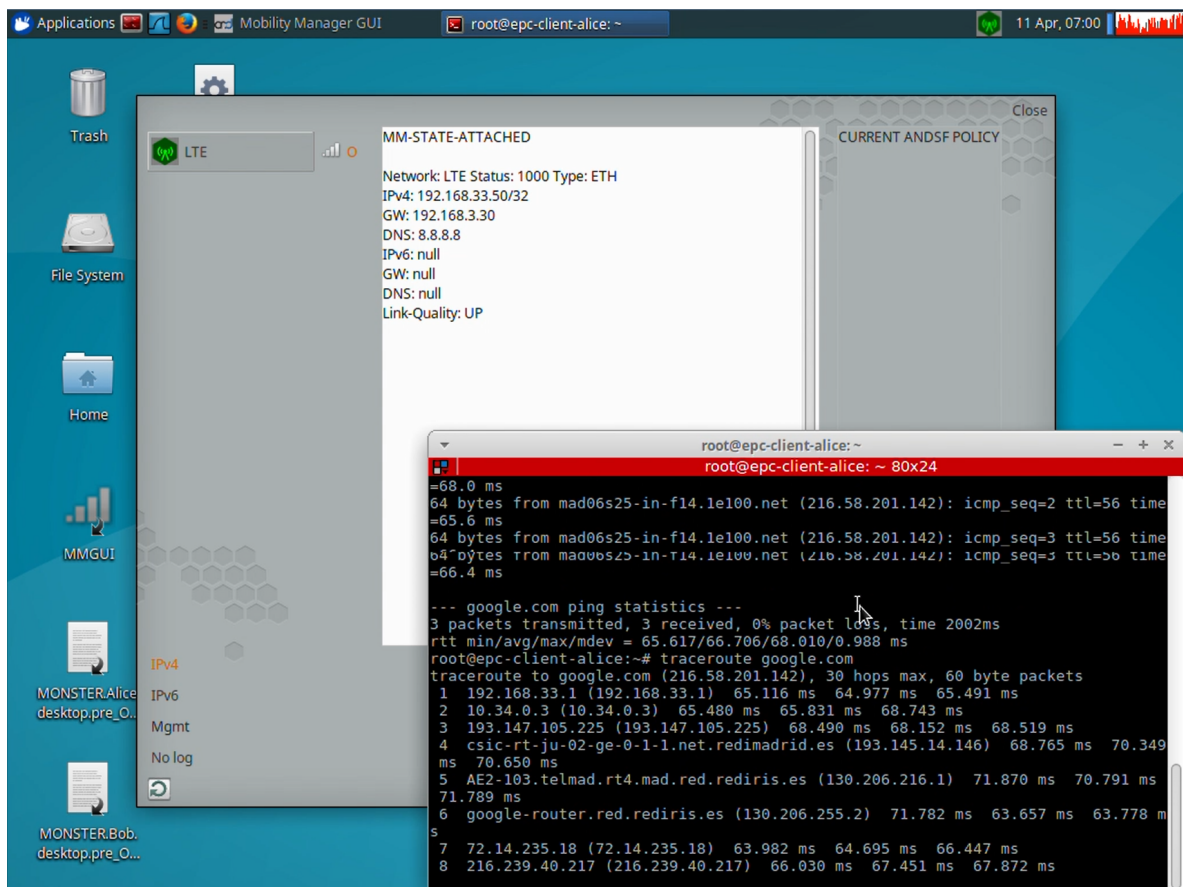 Applications
Mobility Manager GUI
root@epc-client-alice: ~
11 Apr, 07:00
Trash
File System
Home
MMGUI
MONSTER.Alice
desktop.pre_O..
MONSTER.Bob.
desktop.pre_O...
Close
LTE
MM-STATE-ATTACHED
Network: LTE Status: 1000 Type: ETH
IPv4: 192.168.33.50/32
GW: 192.168.3.30
DNS: 8.8.8.8
IPv6: null
GW: null
DNS: null
Link-Quality: UP
CURRENT ANDSF POLICY
IPv4
IPv6
Mgmt
No log
root@epc-client-alice: ~
root@epc-client-alice: ~ 80x24
=68.0 ms
64 bytes from mad06s25-in-f14.1e100.net (216.58.201.142): icmp_seq=2 ttl=56 time
=65.6 ms
64 bytes from mad06s25-in-f14.1e100.net (216.58.201.142): icmp_seq=3 ttl=56 time
64 bytes from mad06s25-in-f14.1e100.net (216.58.201.142): icmp_seq=3 ttl=56 time
=66.4 ms
--- google.com ping statistics ---
3 packets transmitted, 3 received, 0% packet loss, time 2002ms
rtt min/avg/max/mdev = 65.617/66.706/68.010/0.988 ms
root@epc-client-alice:~# traceroute google.com
traceroute to google.com (216.58.201.142), 30 hops max, 60 byte packets
1 192.168.33.1 (192.168.33.1) 65.116 ms 64.977 ms 65.491 ms
2 10.34.0.3 (10.34.0.3) 65.480 ms 65.831 ms 68.743 ms
3 193.147.105.225 (193.147.105.225) 68.490 ms 68.152 ms 68.519 ms
4 csic-rt-ju-02-ge-0-1-1.net.redimadrid.es (193.145.14.146) 68.765 ms 70.349
ms 70.650 ms
5 AE2-103.telmad.rt4.mad.red.rediris.es (130.206.216.1) 71.870 ms 70.791 ms
71.789 ms
6 google-router.red.rediris.es (130.206.255.2) 71.782 ms 63.657 ms 63.778 m
s
7 72.14.235.18 (72.14.235.18) 63.982 ms 64.695 ms 66.447 ms
8 216.239.40.217 (216.239.40.217) 66.030 ms 67.451 ms 67.872 ms